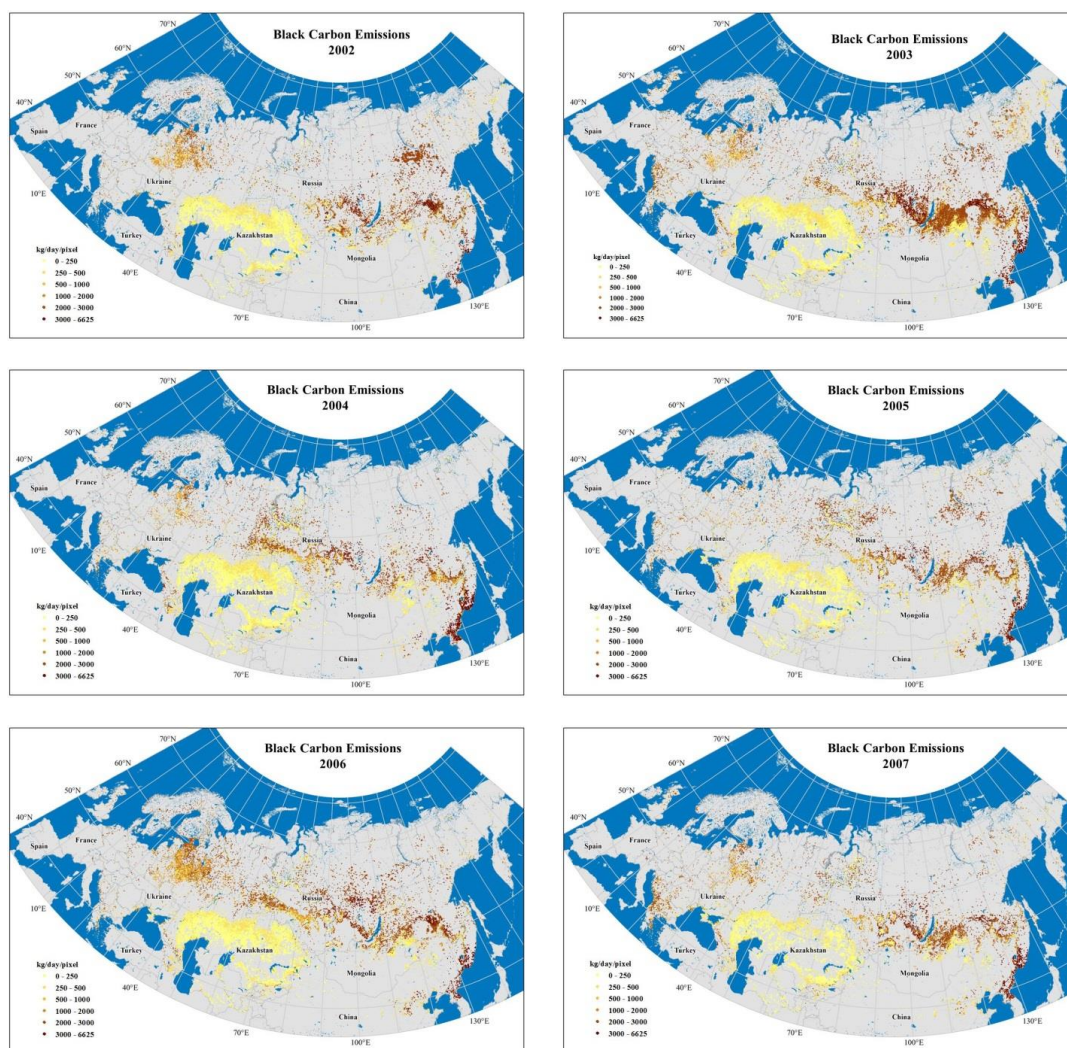 Black Carbon Emissions
2002
70°N
60°N
50°N
40°N
Spain
France
Ukraine
Russia
10°E
Turkey
Kazakhstan
Mongolia
kg/day/pixel
0 - 250
250 - 500
500 - 1000
1000 - 2000
2000 - 3000
3000 - 6625
40°E
China
70°E
100°E
130°E
Black Carbon Emissions
2003
70°N
60°N
50°N
40°N
Spain
France
Ukraine
Russia
10°E
Turkey
Kazakhstan
Mongolia
kg/day/pixel
0 - 250
250 - 500
500 - 1000
1000 - 2000
2000 - 3000
3000 - 6625
40°E
China
70°E
100°E
130°E
Black Carbon Emissions
2004
70°N
60°N
50°N
40°N
Spain
France
Ukraine
Russia
10°E
Turkey
Kazakhstan
Mongolia
kg/day/pixel
0 - 250
250 - 500
500 - 1000
1000 - 2000
2000 - 3000
3000 - 6625
40°E
China
70°E
100°E
130°E
Black Carbon Emissions
2005
70°N
60°N
50°N
40°N
Spain
France
Ukraine
Russia
10°E
Turkey
Kazakhstan
Mongolia
kg/day/pixel
0 - 250
250 - 500
500 - 1000
1000 - 2000
2000 - 3000
3000 - 6625
40°E
China
70°E
100°E
130°E
Black Carbon Emissions
2006
70°N
60°N
50°N
40°N
Spain
France
Ukraine
Russia
10°E
Turkey
Kazakhstan
Mongolia
kg/day/pixel
0 - 250
250 - 500
500 - 1000
1000 - 2000
2000 - 3000
3000 - 6625
40°E
China
70°E
100°E
130°E
Black Carbon Emissions
2007
70°N
60°N
50°N
40°N
Spain
France
Ukraine
Russia
10°E
Turkey
Kazakhstan
Mongolia
kg/day/pixel
0 - 250
250 - 500
500 - 1000
1000 - 2000
2000 - 3000
3000 - 6625
40°E
China
70°E
100°E
130°E